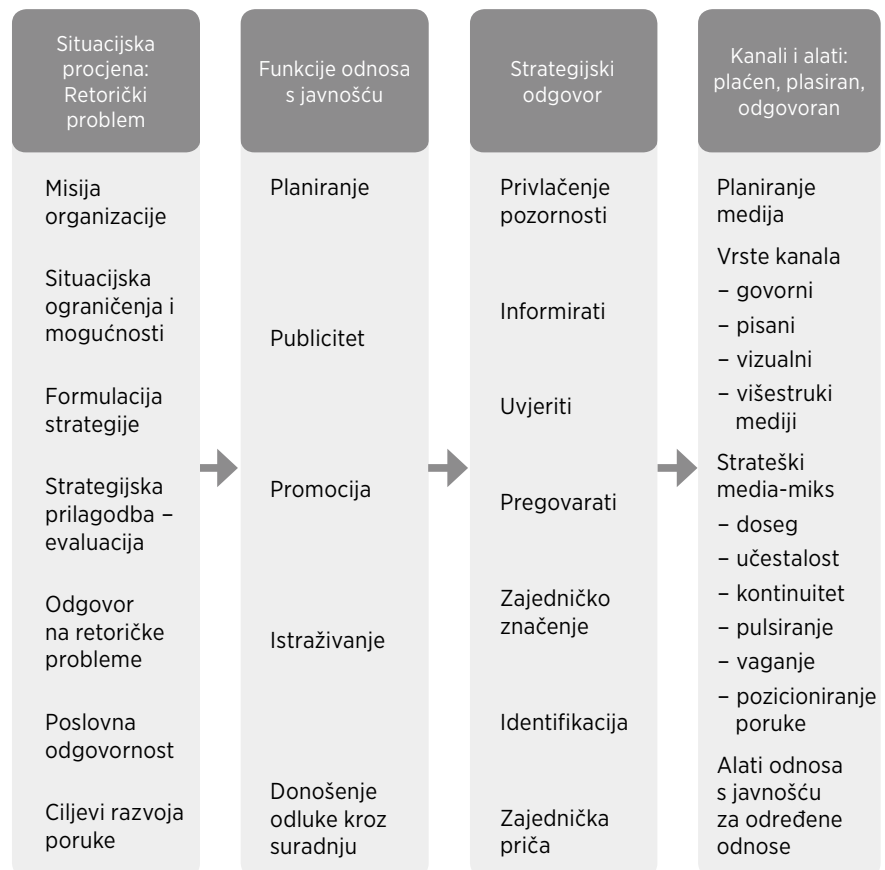 Situacijska
procjena:
Retorički
problem
Misija
organizacije
Situacijska
ograničenja i
mogućnosti
Formulacija
strategije
Strategijska
prilagodba –
evaluacija
Odgovor
na retoričke
probleme
Poslovna
odgovornost
Ciljevi razvoja
poruke
Funkcije odnosa
s javnošću
Planiranje
Publicitet
Promocija
Istraživanje
Donošenje
odluke kroz
suradnju
Strategijski
odgovor
Privlačenje
pozornosti
Informirati
Uvjeriti
Pregovarati
Zajedničko
značenje
Identifikacija
Zajednička
priča
Kanali i alati:
plaćen, plasiran,
odgovoran
Planiranje
medija
Vrste kanala
– govorni
– pisani
– vizualni
– višestruki
mediji
Strateški
media-miks
– doseg
– učestalost
– kontinuitet
– pulsiranje
– vaganje
– pozicioniranje
poruke
Alati odnosa
s javnošću
za određene
odnose